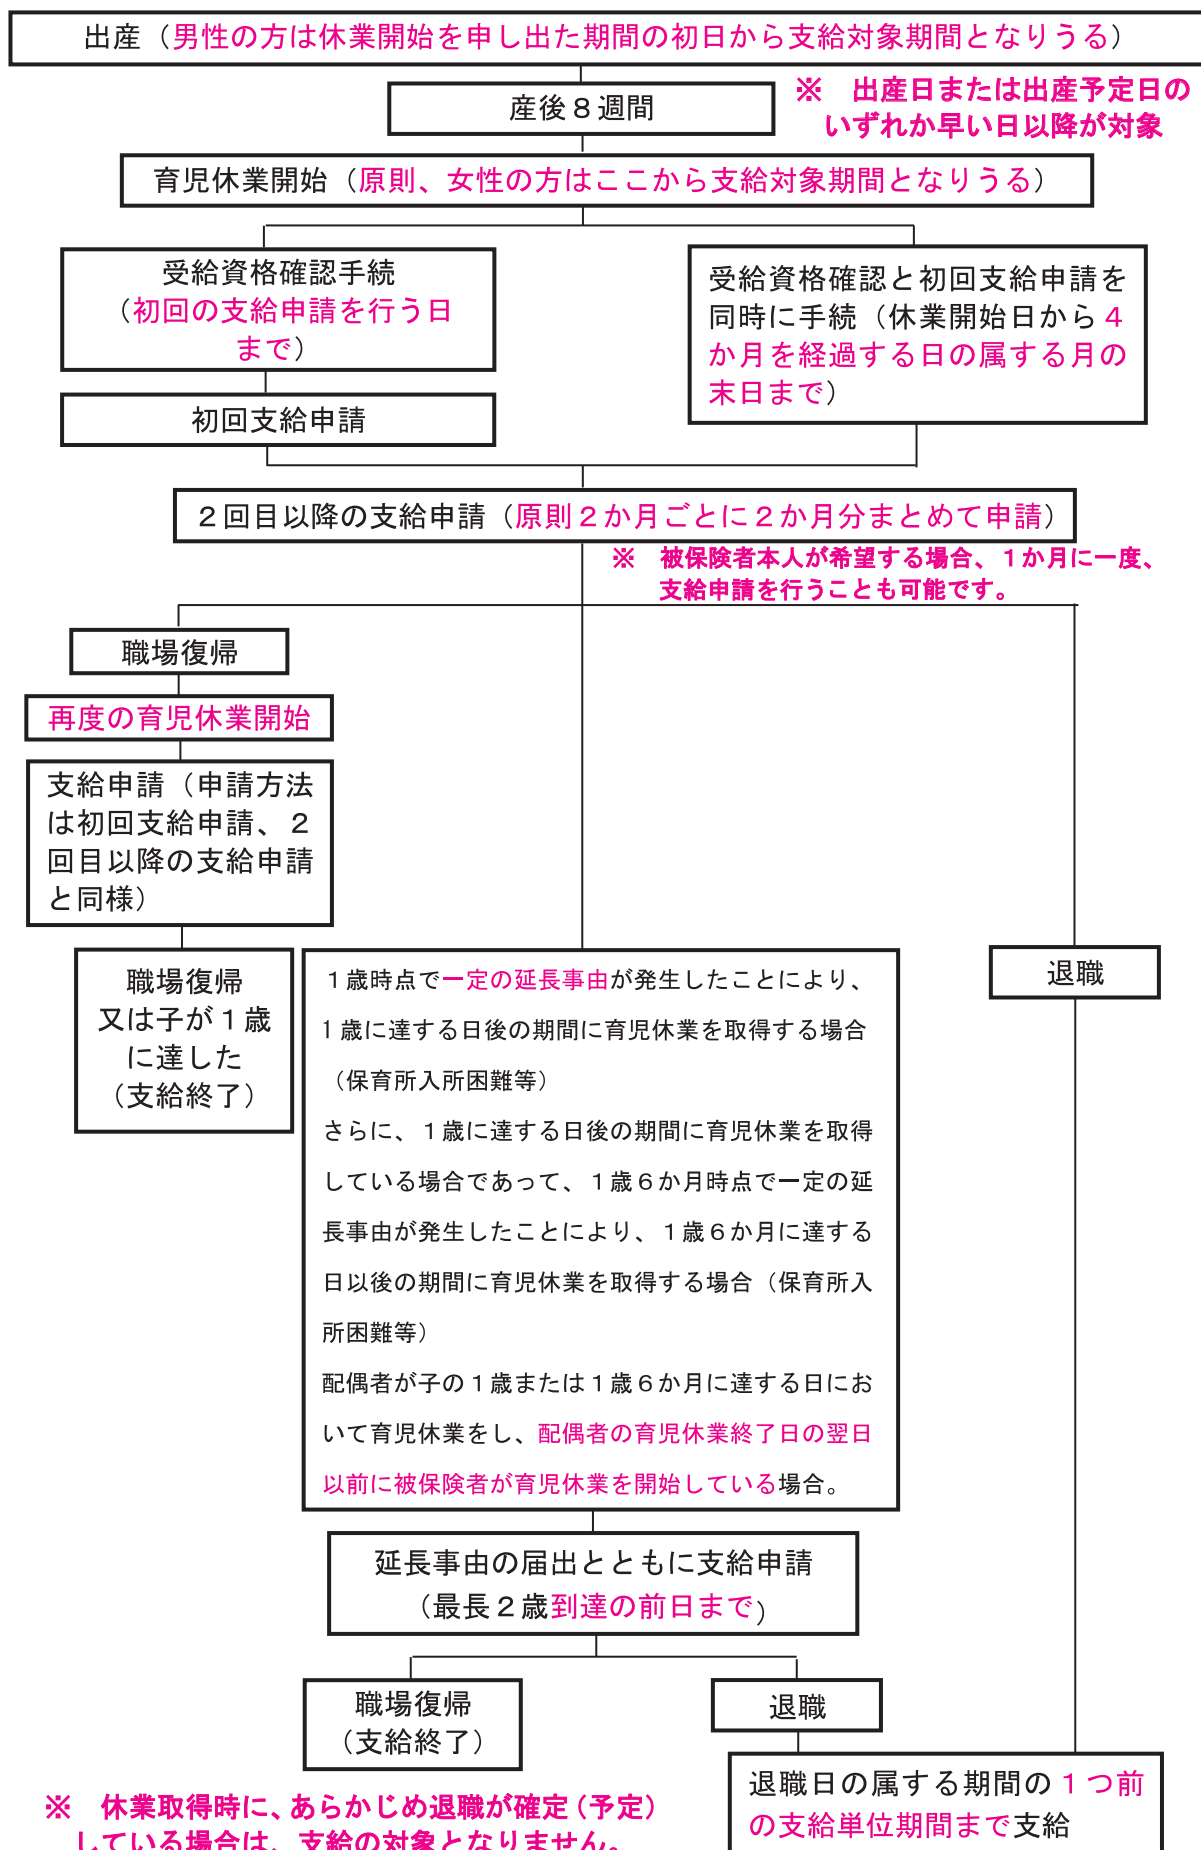 出産（男性の方は休業開始を申し出た期間の初日から支給対象期間となりうる）
産後８週間
※　出産日または出産予定日の
いずれか早い日以降が対象
育児休業開始（原則、女性の方はここから支給対象期間となりうる）
受給資格確認手続
（初回の支給申請を行う日
まで）
初回支給申請
受給資格確認と初回支給申請を
同時に手続（休業開始日から４
か月を経過する日の属する月の
末日まで）
２回目以降の支給申請（原則２か月ごとに２か月分まとめて申請）
※　被保険者本人が希望する場合、１か月に一度、
支給申請を行うことも可能です。
職場復帰
再度の育児休業開始
支給申請（申請方法
は初回支給申請、２
回目以降の支給申請
と同様）
職場復帰
又は子が１歳
に達した
（支給終了）
１歳時点で一定の延長事由が発生したことにより、
１歳に達する日後の期間に育児休業を取得する場合
（保育所入所困難等）
さらに、１歳に達する日後の期間に育児休業を取得
している場合であって、１歳６か月時点で一定の延
長事由が発生したことにより、１歳６か月に達する
日以後の期間に育児休業を取得する場合（保育所入
所困難等）
配偶者が子の１歳または１歳６か月に達する日にお
いて育児休業をし、配偶者の育児休業終了日の翌日
以前に被保険者が育児休業を開始している場合。
退職
延長事由の届出とともに支給申請
（最長２歳到達の前日まで）
職場復帰
（支給終了）
退職
退職日の属する期間の１つ前
の支給単位期間まで支給
※　休業取得時に、あらかじめ退職が確定（予定）
している場合は、支給の対象となりません。